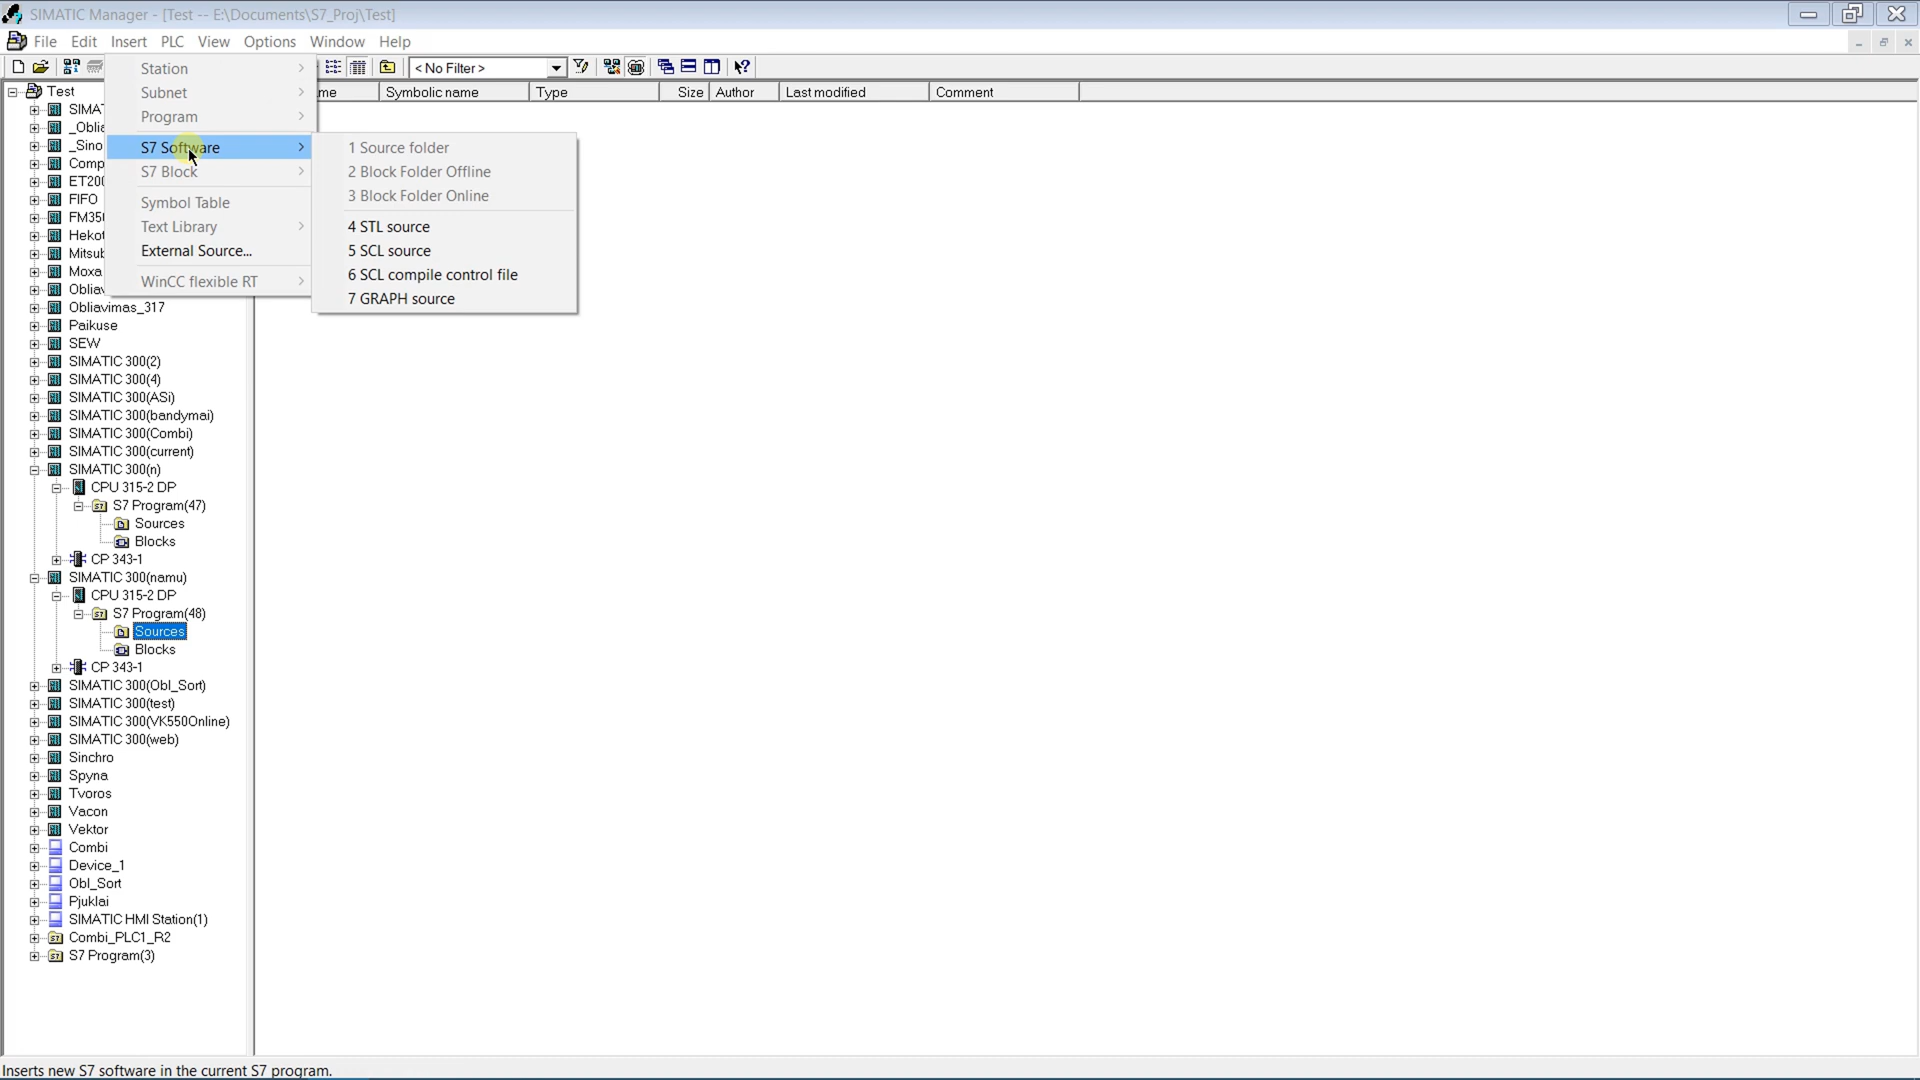 SIMATIC Manager - [Test -- E:\Documents\S7_Proj\Test]
File Edit Insert PLC View Options Window Help
< No Filter >
Station
Subnet
Program
S7 Software
S7 Block
Symbol Table
Text Library
External Source...
WinCC flexible RT
1 Source folder
2 Block Folder Offline
3 Block Folder Online
4 STL source
5 SCL source
6 SCL compile control file
7 GRAPH source
me Symbolic name Type Size Author Last modified Comment
Test
SIMAT
_Oblia
_Sino
Comp
ET200
FIFO
FM350
Hekot
Mitsub
Moxa
Obliav
Obliavimas_317
Paikuse
SEW
SIMATIC 300(2)
SIMATIC 300(4)
SIMATIC 300(ASi)
SIMATIC 300(bandymai)
SIMATIC 300(Combi)
SIMATIC 300(current)
SIMATIC 300(n)
CPU 315-2 DP
S7 Program(47)
Sources
Blocks
CP 343-1
SIMATIC 300(namu)
CPU 315-2 DP
S7 Program(48)
Sources
Blocks
CP 343-1
SIMATIC 300(Obl_Sort)
SIMATIC 300(test)
SIMATIC 300(VK550Online)
SIMATIC 300(web)
Sinchro
Spyna
Tvoros
Vacon
Vektor
Combi
Device_1
Obl_Sort
Pjuklai
SIMATIC HMI Station(1)
Combi_PLC1_R2
S7 Program(3)
Inserts new S7 software in the current S7 program.